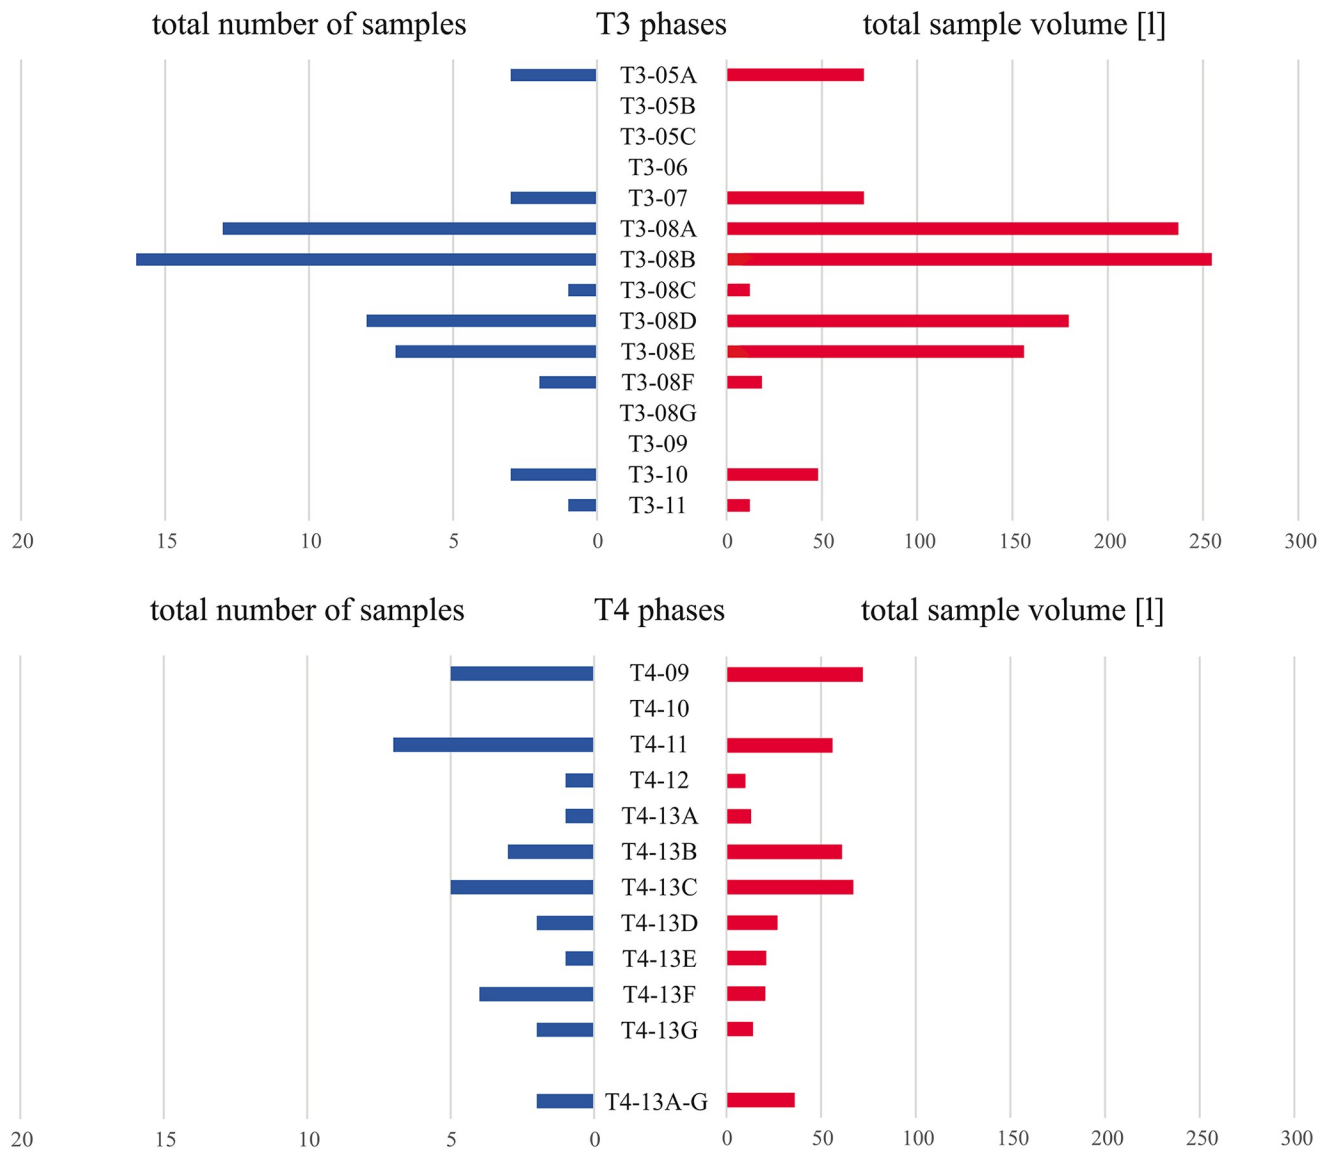 total number of samples T3 phases total sample volume [l]
T3-05A
T3-05B
T3-05C
T3-06
T3-07
T3-08A
T3-08B
T3-08C
T3-08D
T3-08E
T3-08F
T3-08G
T3-09
T3-10
T3-11
20 15 10 5 0 0 50 100 150 200 250 300
total number of samples T4 phases total sample volume [l]
T4-09
T4-10
T4-11
T4-12
T4-13A
T4-13B
T4-13C
T4-13D
T4-13E
T4-13F
T4-13G
T4-13A-G
20 15 10 5 0 0 50 100 150 200 250 300